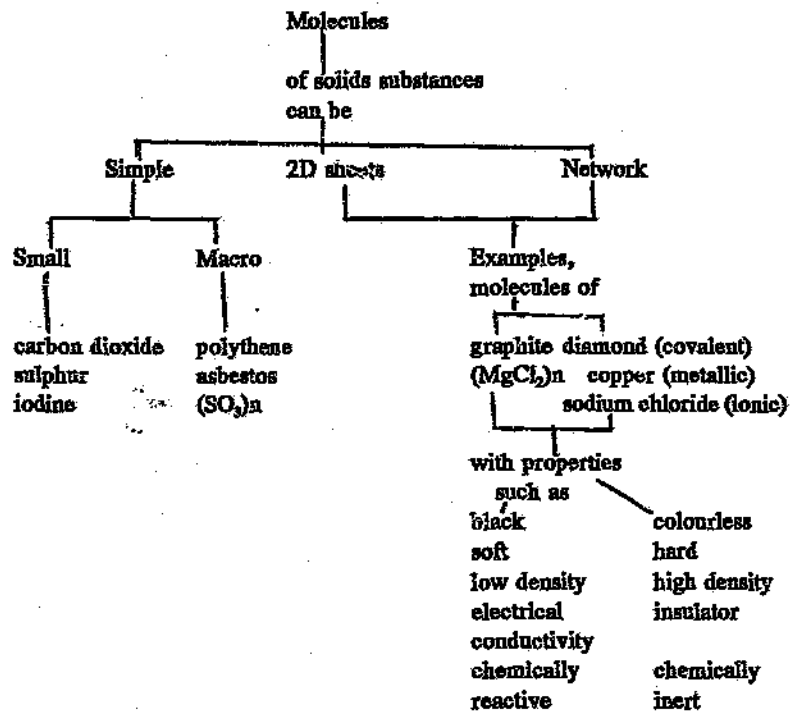 Molecules
of solids substances
can be
Simple 2D sheets Network
Small Macro Examples,
molecules of
carbon dioxide polythene graphite diamond (covalent)
sulphur asbestos (MgCl₂)n copper (metallic)
iodine (SO₃)n sodium chloride (ionic)
with properties
such as
black colourless
soft hard
low density high density
electrical insulator
conductivity
chemically chemically
reactive inert